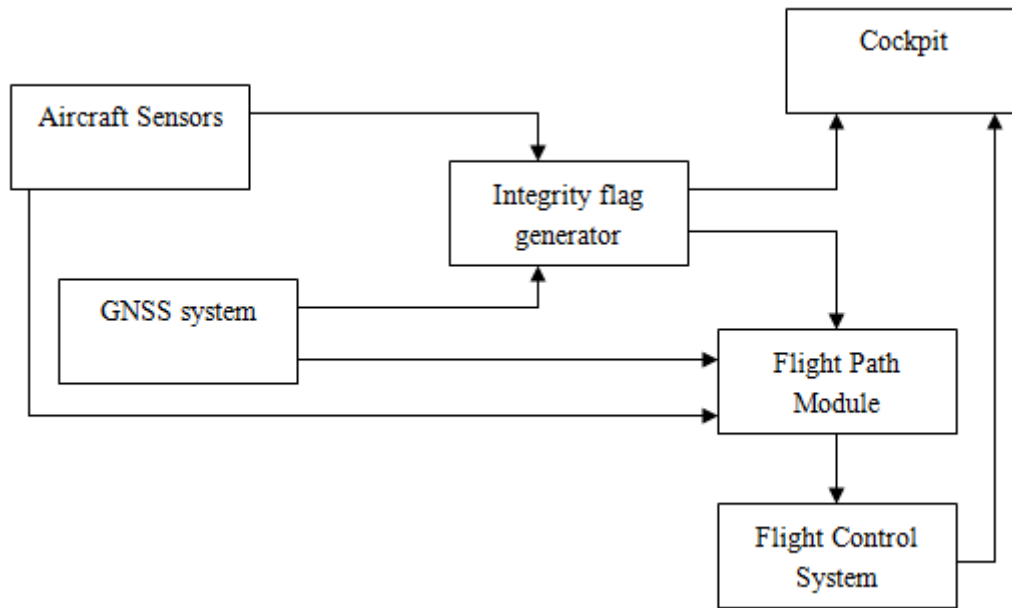 Cockpit
Aircraft Sensors
Integrity flag
generator
GNSS system
Flight Path
Module
Flight Control
System